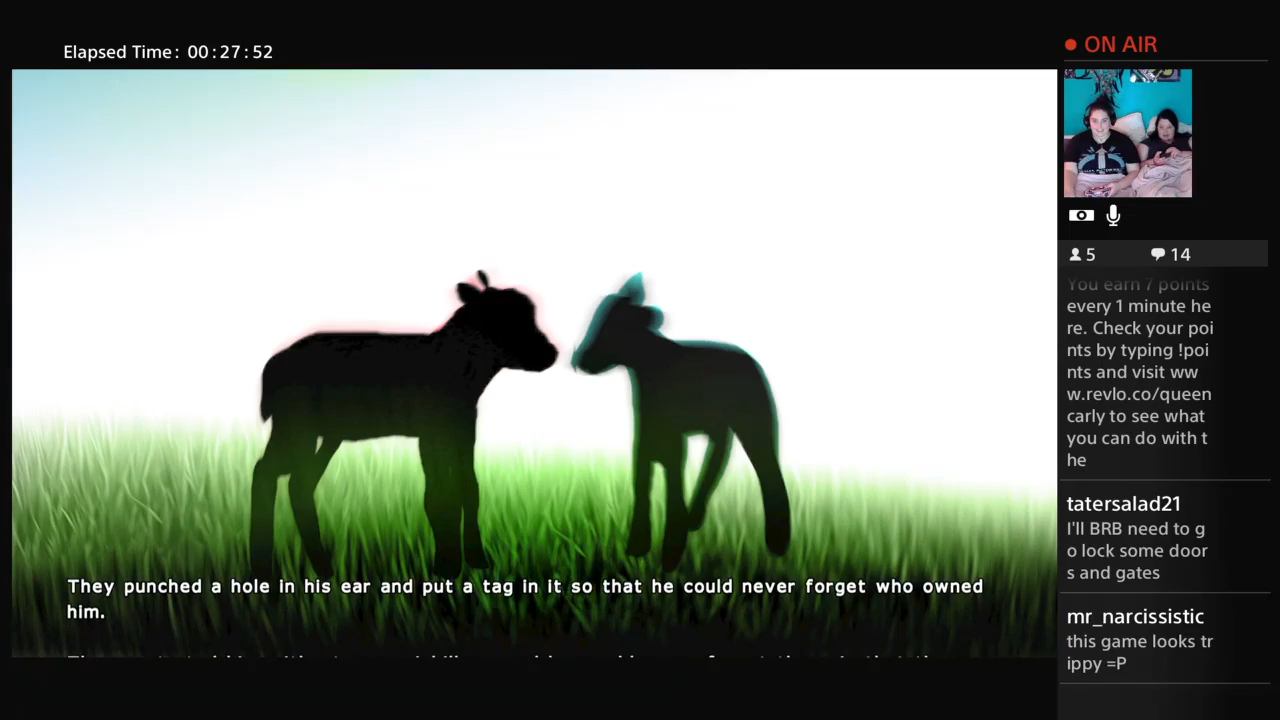 Elapsed Time: 00:27:52
They punched a hole in his ear and put a tag in it so that he could never forget who owned
him.
ON AIR
5
14
You earn 7 points
every 1 minute he
re. Check your poi
nts by typing !poi
nts and visit ww
w.revlo.co/queen
carly to see what
you can do with t
he
tatersalad21
I'll BRB need to g
o lock some door
s and gates
mr_narcissistic
this game looks tr
ippy =P